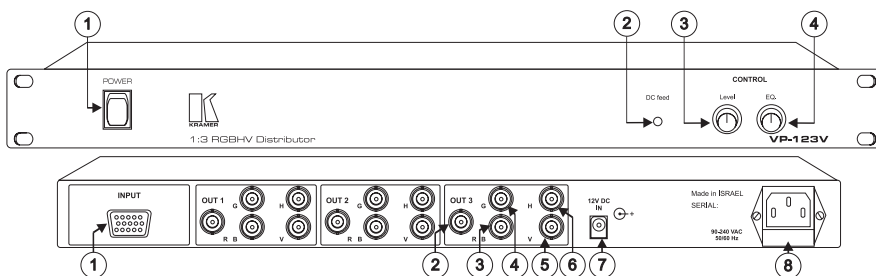 1
2
3
4
POWER
CONTROL
DC feed
Level
EQ.
K
KRAMER
1:3 RGBHV Distributor
VP-123V
INPUT
OUT 1
G
H
R
B
V
OUT 2
G
H
R
B
V
OUT 3
G
H
R
B
V
12V DC
IN
+
Made in ISRAEL
SERIAL:
90-240 VAC
50/60 Hz
1
2
3
4
5
6
7
8